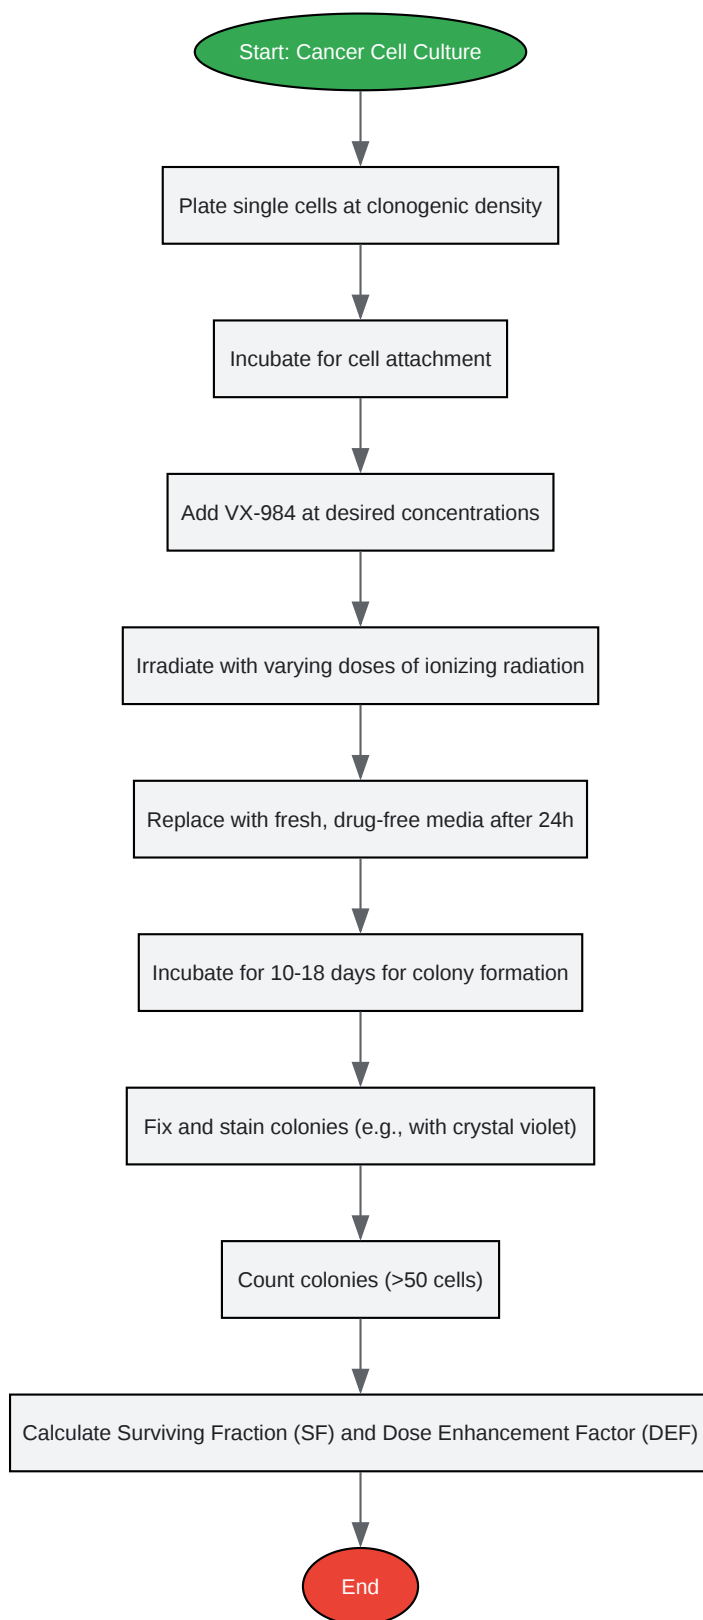 Start: Cancer Cell Culture
Plate single cells at clonogenic density
Incubate for cell attachment
Add VX-984 at desired concentrations
Irradiate with varying doses of ionizing radiation
Replace with fresh, drug-free media after 24h
Incubate for 10-18 days for colony formation
Fix and stain colonies (e.g., with crystal violet)
Count colonies (>50 cells)
Calculate Surviving Fraction (SF) and Dose Enhancement Factor (DEF)
End